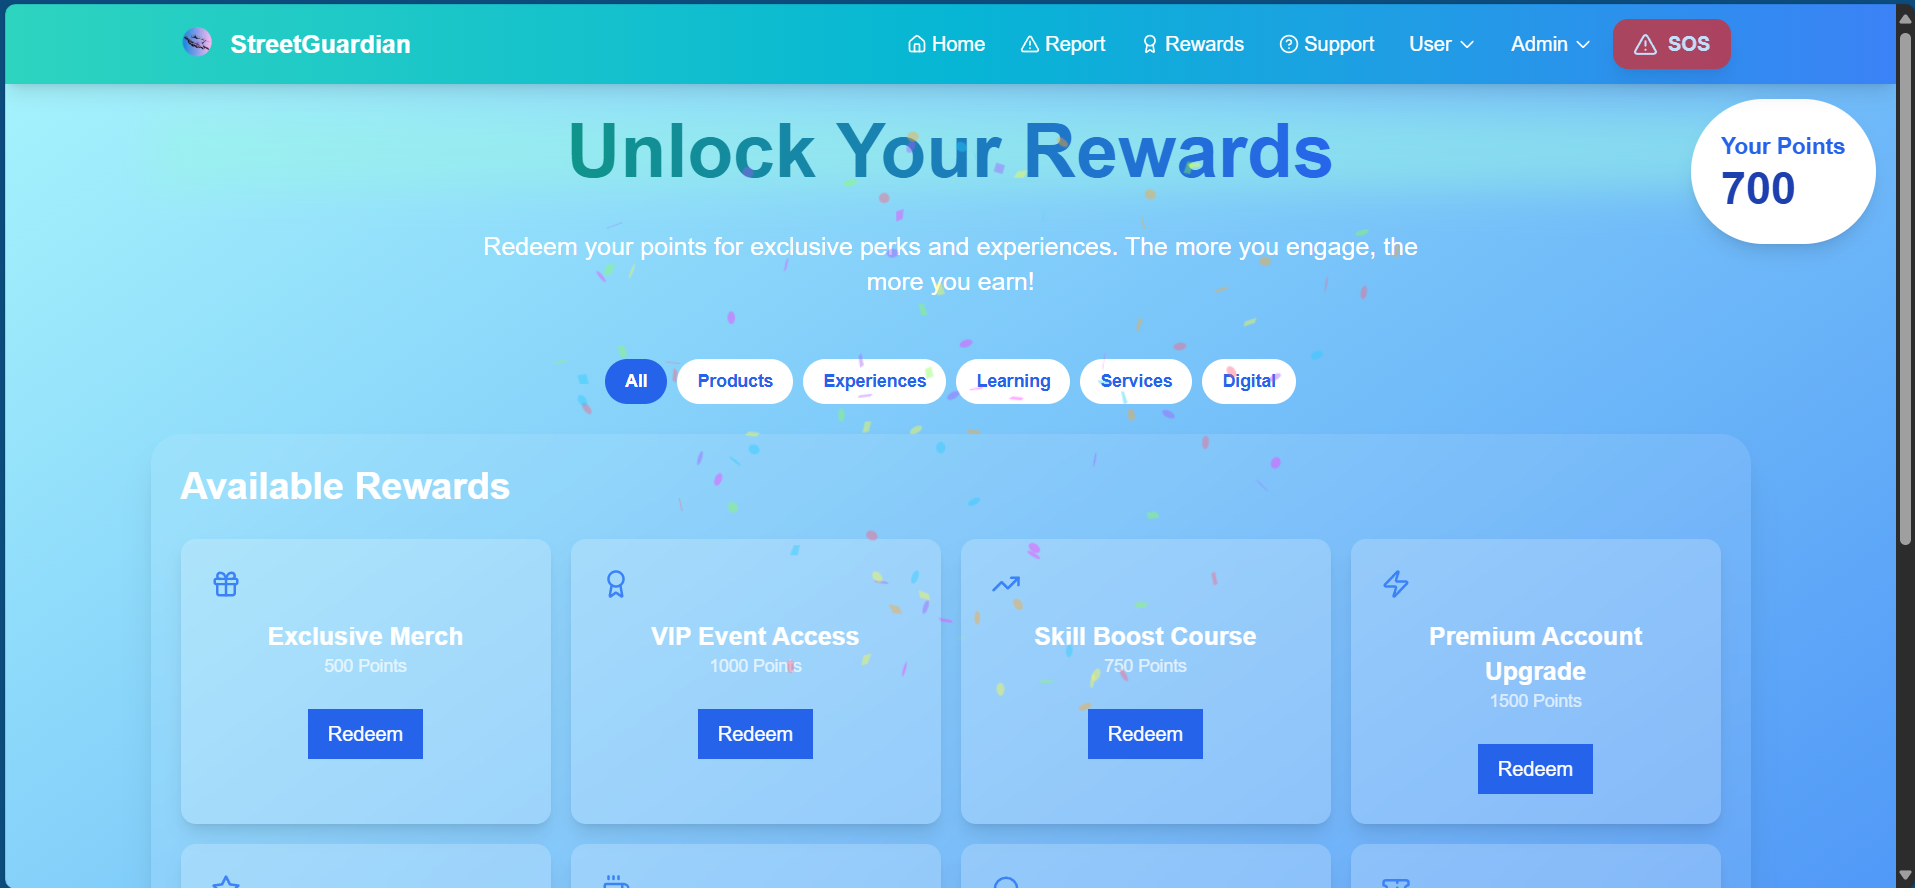 StreetGuardian
Home
Report
Rewards
Support
User
Admin
SOS
Unlock Your Rewards
Your Points
700
Redeem your points for exclusive perks and experiences. The more you engage, the
more you earn!
All
Products
Experiences
Learning
Services
Digital
Available Rewards
Exclusive Merch
500 Points
Redeem
VIP Event Access
1000 Points
Redeem
Skill Boost Course
750 Points
Redeem
Premium Account
Upgrade
1500 Points
Redeem